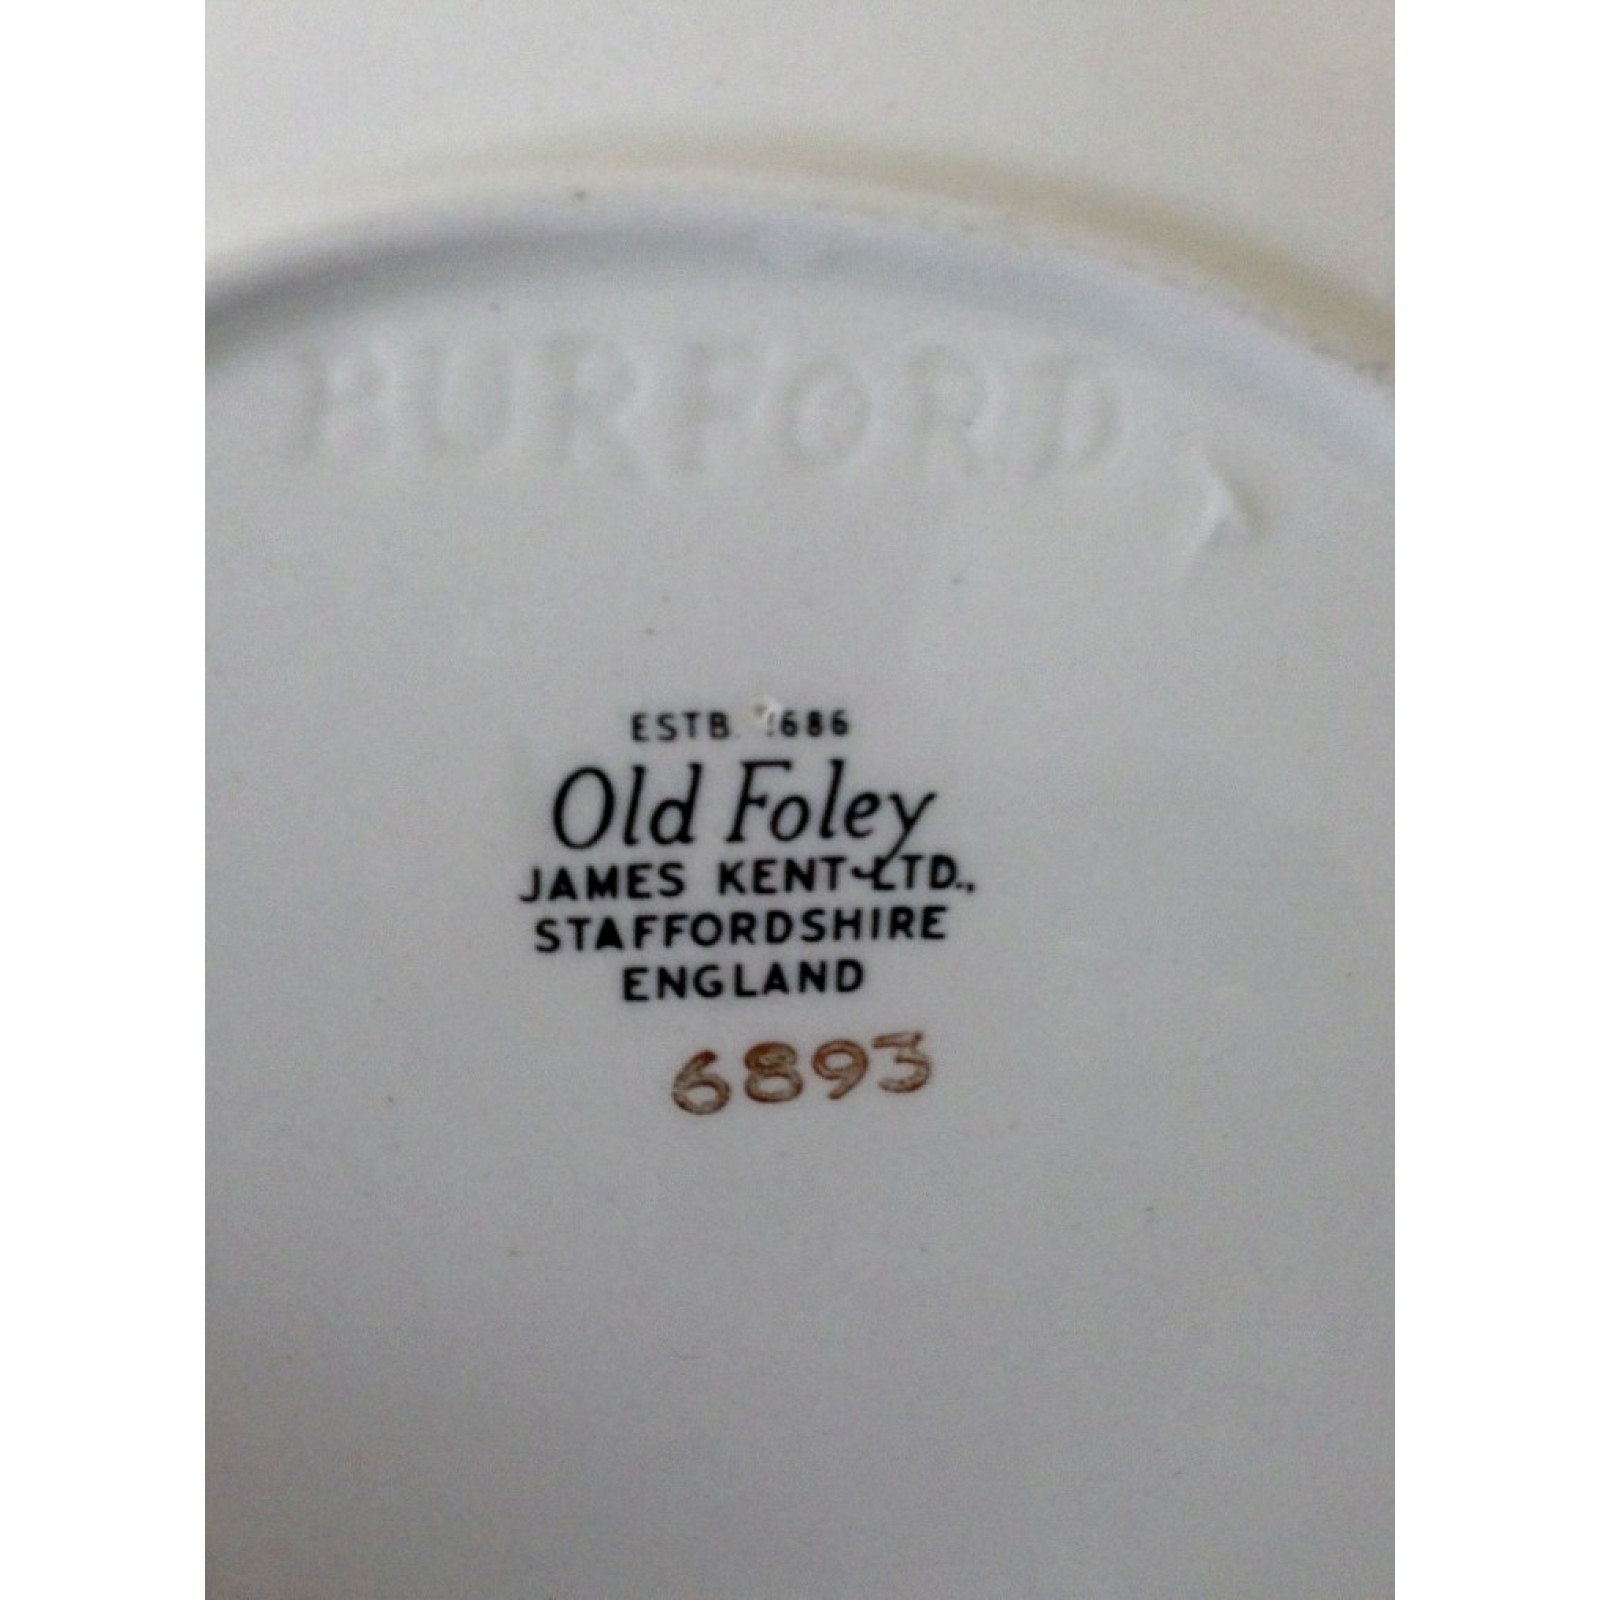 BURFORD
ESTB. 1686
Old Foley
JAMES KENT LTD.,
STAFFORDSHIRE
ENGLAND
6893